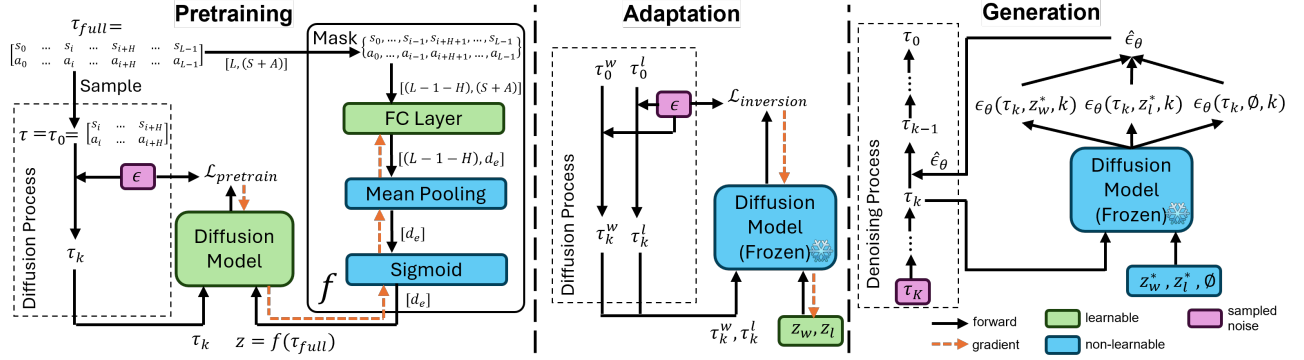 Pretraining
τ_full=
[s_0 … s_i … s_{i+H} … s_{L−1}]
[a_0 … a_i … a_{i+H} … a_{L−1}]
[L, (S + A)]
Sample
τ = τ_0 = [s_i … s_{i+H}]
[a_i … a_{i+H}]
Diffusion Process
ϵ
ℒ_pretrain
τ_k
Diffusion
Model
τ_k
z = f(τ_full)
Mask
{s_0, …, s_{i−1}, s_{i+H+1}, …, s_{L−1}}
{a_0, …, a_{i−1}, a_{i+H+1}, …, a_{L−1}}
[(L − 1 − H), (S + A)]
FC Layer
[(L − 1 − H), d_e]
Mean Pooling
[d_e]
Sigmoid
f
[d_e]
Adaptation
Diffusion Process
τ_0^w τ_0^l
ϵ
ℒ_inversion
τ_k^w τ_k^l
Diffusion
Model
(Frozen)
τ_k^w, τ_k^l
z_w, z_l
Generation
Denoising Process
τ_0
τ_{k−1}
ϵ̂_θ
τ_k
τ_K
ϵ̂_θ
ϵ_θ(τ_k, z_w^*, k) ϵ_θ(τ_k, z_l^*, k) ϵ_θ(τ_k, ∅, k)
Diffusion
Model
(Frozen)
z_w^*, z_l^*, ∅
forward
gradient
learnable
non-learnable
sampled
noise